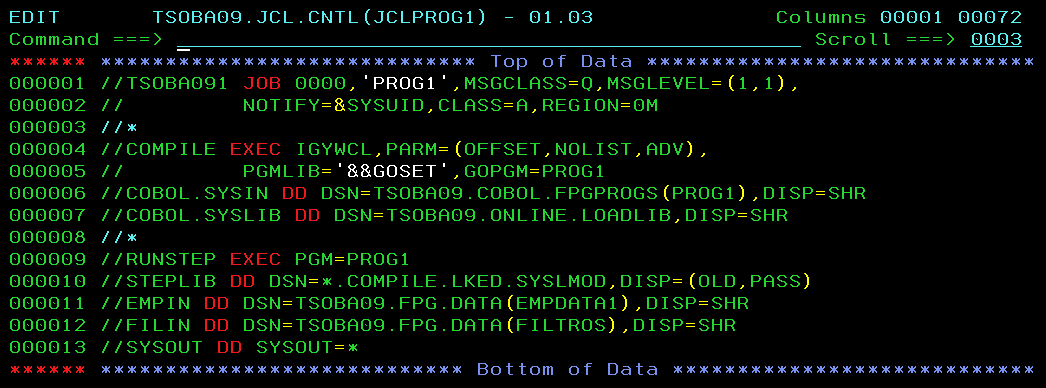 EDIT       TSOBA09.JCL.CNTL(JCLPROG1) - 01.03              Columns 00001 00072
Command ===>                                                  Scroll ===> 0003
****** ***************************** Top of Data ******************************
000001 //TSOBA091 JOB 0000,'PROG1',MSGCLASS=Q,MSGLEVEL=(1,1),
000002 //         NOTIFY=&SYSUID,CLASS=A,REGION=0M
000003 //*
000004 //COMPILE EXEC IGYWCL,PARM=(OFFSET,NOLIST,ADV),
000005 //         PGMLIB='&&GOSET',GOPGM=PROG1
000006 //COBOL.SYSIN DD DSN=TSOBA09.COBOL.FPGPROGS(PROG1),DISP=SHR
000007 //COBOL.SYSLIB DD DSN=TSOBA09.ONLINE.LOADLIB,DISP=SHR
000008 //*
000009 //RUNSTEP EXEC PGM=PROG1
000010 //STEPLIB DD DSN=*.COMPILE.LKED.SYSLMOD,DISP=(OLD,PASS)
000011 //EMPIN DD DSN=TSOBA09.FPG.DATA(EMPDATA1),DISP=SHR
000012 //FILIN DD DSN=TSOBA09.FPG.DATA(FILTROS),DISP=SHR
000013 //SYSOUT DD SYSOUT=*
****** **************************** Bottom of Data ****************************